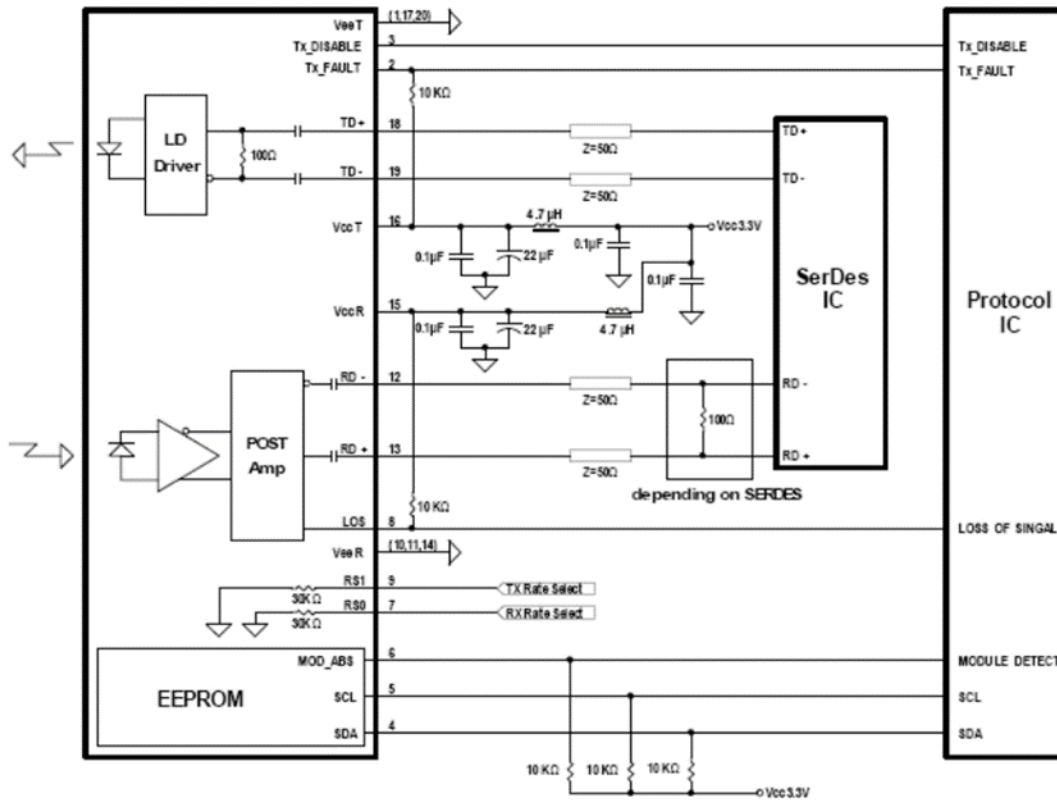 VeeT (1,17,20)
Tx_DISABLE 3 Tx_DISABLE
Tx_FAULT 2 Tx_FAULT
10 KΩ
LD
Driver
100Ω
TD+ 18 Z=50Ω TD+
TD- 19 Z=50Ω TD-
VccT 16 4.7 µH Vcc3.3V
0.1µF 22 µF 0.1µF 0.1µF
SerDes
IC
Protocol
IC
VccR 15
0.1µF 22 µF 4.7 µH
RD - 12 Z=50Ω RD -
100Ω
POST
Amp
RD + 13 Z=50Ω RD +
depending on SERDES
10 KΩ
LOS 8 LOSS OF SINGAL
VeeR (10,11,14)
RS1 9 TX Rate Select
30KΩ
RS0 7 RX Rate Select
30KΩ
EEPROM
MOD_ABS 6 MODULE DETECT
SCL 5 SCL
SDA 4 SDA
10 KΩ 10 KΩ 10 KΩ
Vcc3.3V